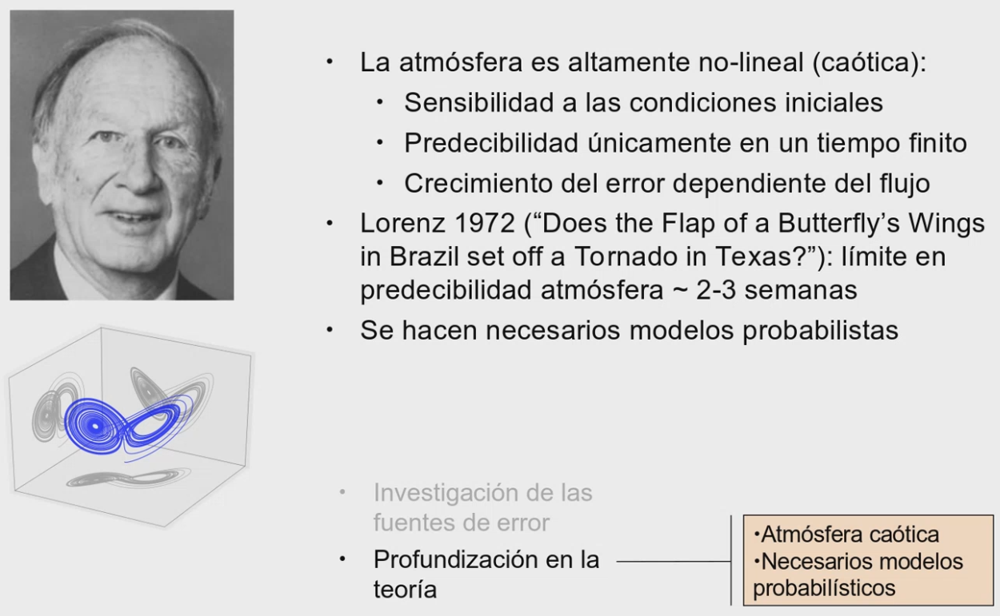 • La atmósfera es altamente no-lineal (caótica):
• Sensibilidad a las condiciones iniciales
• Predecibilidad únicamente en un tiempo finito
• Crecimiento del error dependiente del flujo
• Lorenz 1972 (“Does the Flap of a Butterfly’s Wings
in Brazil set off a Tornado in Texas?”): límite en
predecibilidad atmósfera ~ 2-3 semanas
• Se hacen necesarios modelos probabilistas
• Investigación de las
fuentes de error
• Profundización en la
teoría
•Atmósfera caótica
•Necesarios modelos
probabilísticos